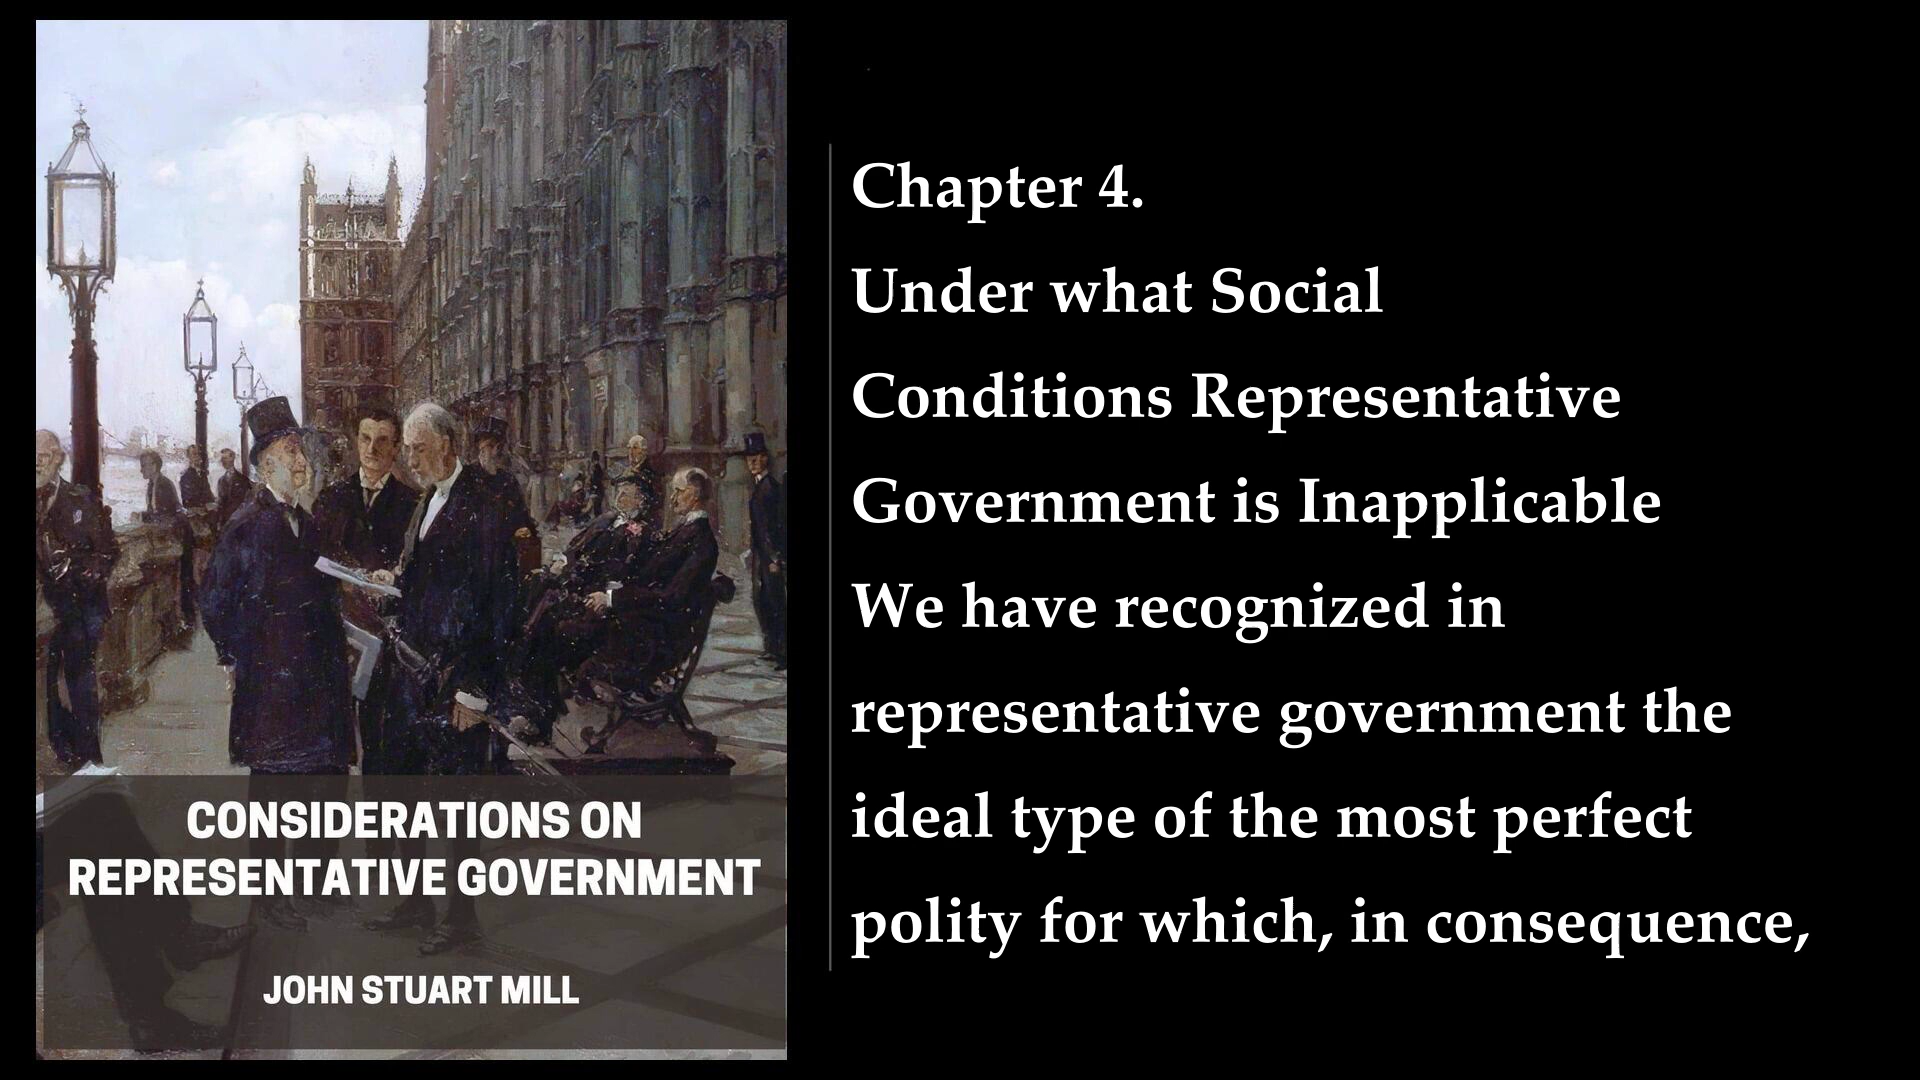 CONSIDERATIONS ON
REPRESENTATIVE GOVERNMENT
JOHN STUART MILL
Chapter 4.
Under what Social
Conditions Representative
Government is Inapplicable
We have recognized in
representative government the
ideal type of the most perfect
polity for which, in consequence,